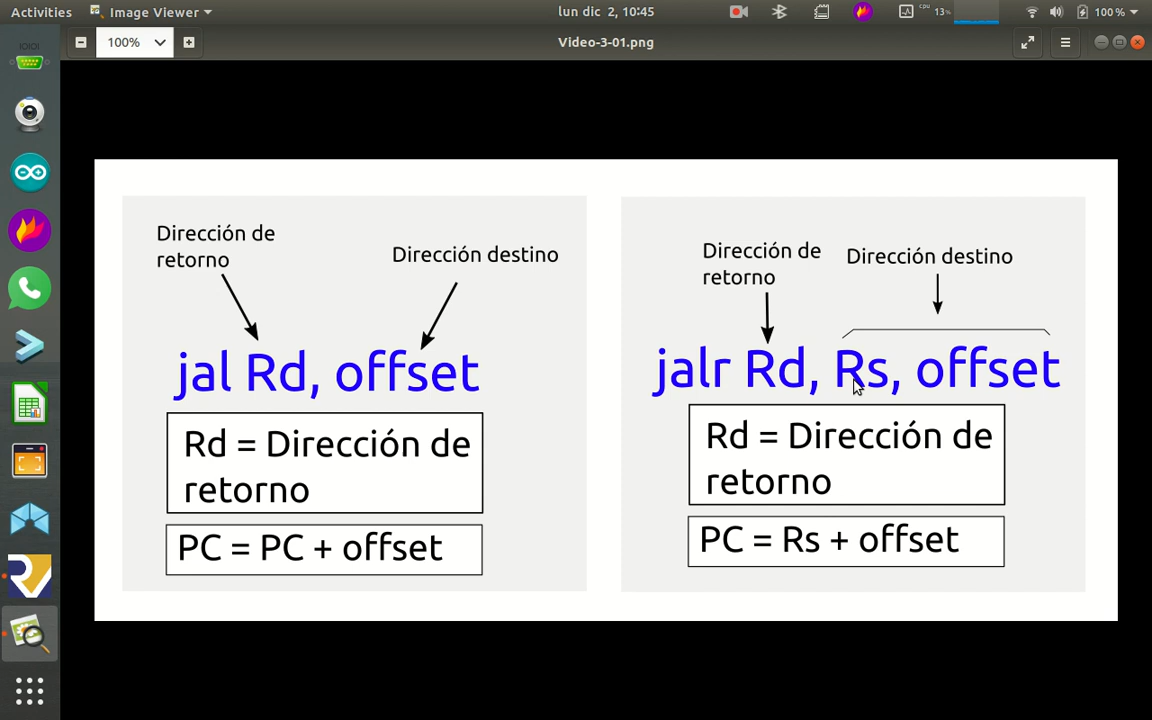 Activities
Image Viewer
lun dic 2, 10:45
cpu
13%
100%
100%
Video-3-01.png
Dirección de
retorno
Dirección destino
jal Rd, offset
Rd = Dirección de
retorno
PC = PC + offset
Dirección de
retorno
Dirección destino
jalr Rd, Rs, offset
Rd = Dirección de
retorno
PC = Rs + offset